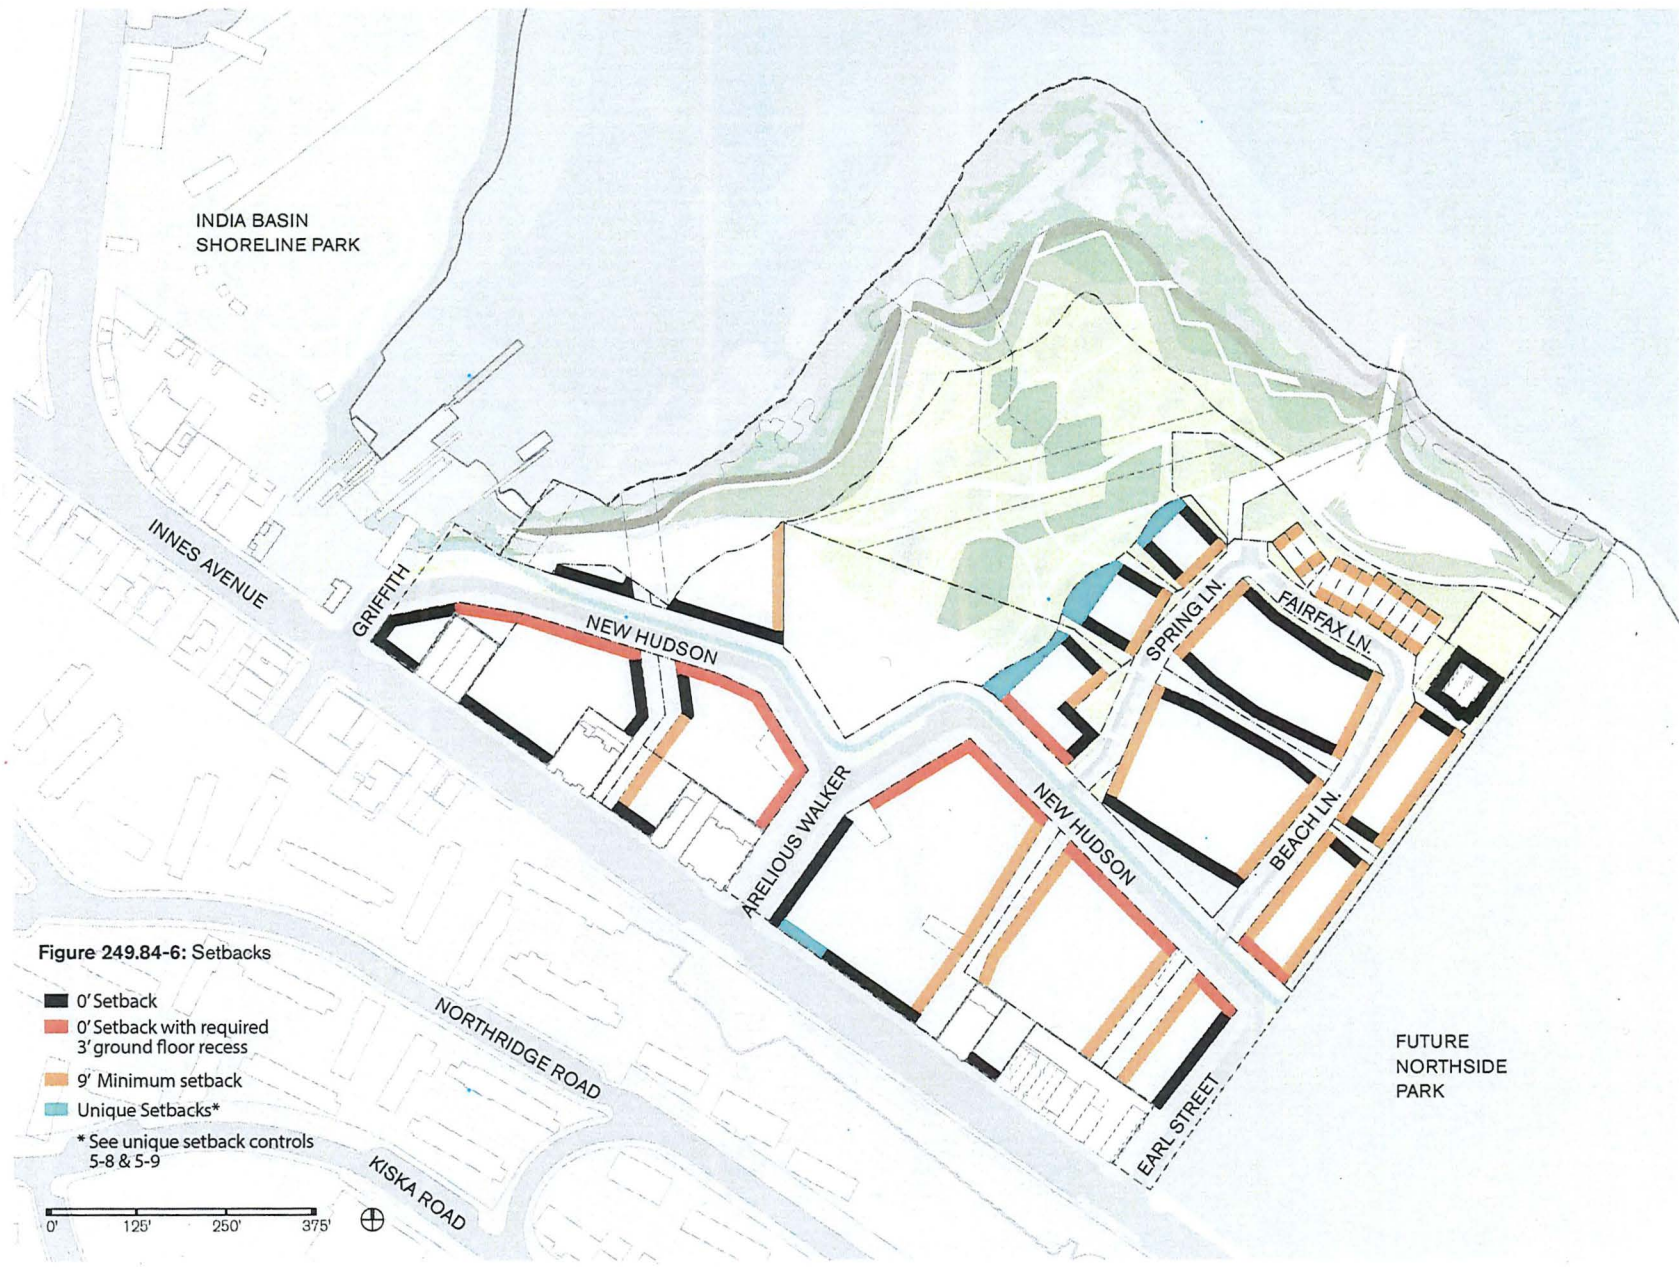 INDIA BASIN
SHORELINE PARK
INNES AVENUE
GRIFFITH
NEW HUDSON
SPRING LN.
FAIRFAX LN.
ARELIOUS WALKER
NEW HUDSON
BEACH LN.
Figure 249.84-6: Setbacks
0' Setback
0' Setback with required
3' ground floor recess
9' Minimum setback
Unique Setbacks*
* See unique setback controls
5-8 & 5-9
NORTHRIDGE ROAD
KISKA ROAD
EARL STREET
FUTURE
NORTHSIDE
PARK
0' 125' 250' 375'